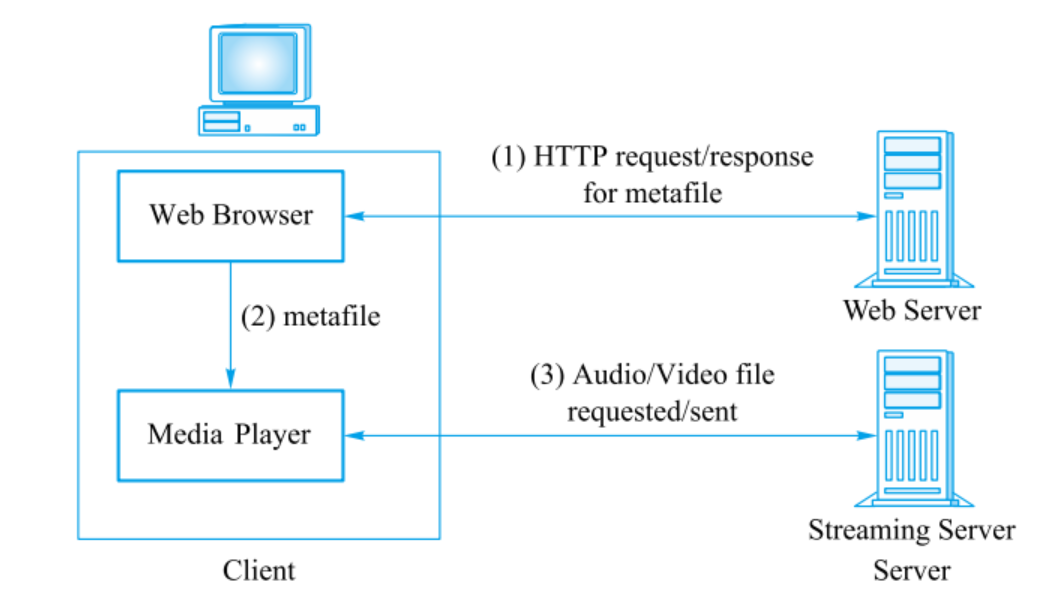 (1) HTTP request/response
for metafile
Web Browser
Web Server
(2) metafile
(3) Audio/Video file
requested/sent
Media Player
Streaming Server
Client
Server